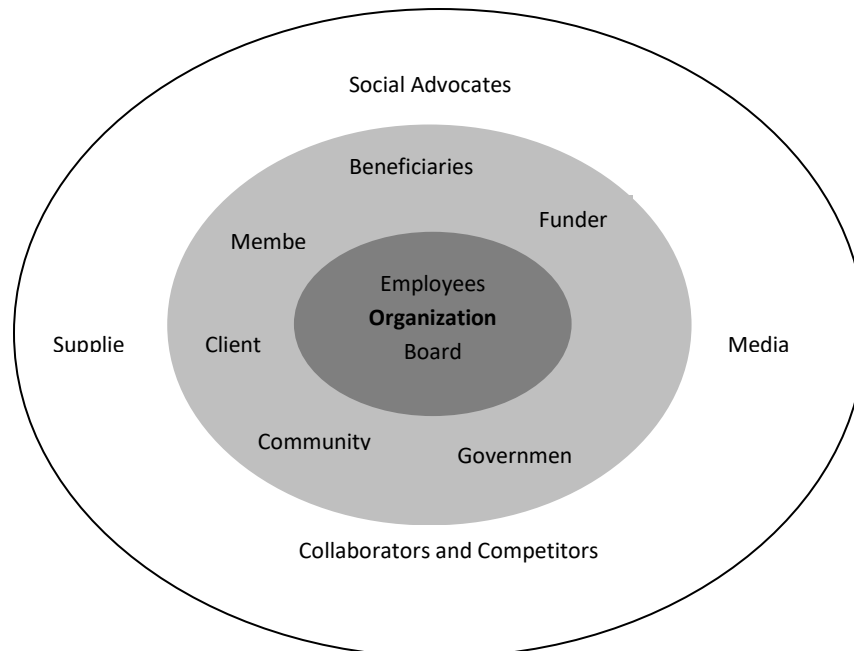 Social Advocates
Beneficiaries
Funder
Membe
Employees
Organization
Board
Supplie
Client
Media
Community
Governmen
Collaborators and Competitors